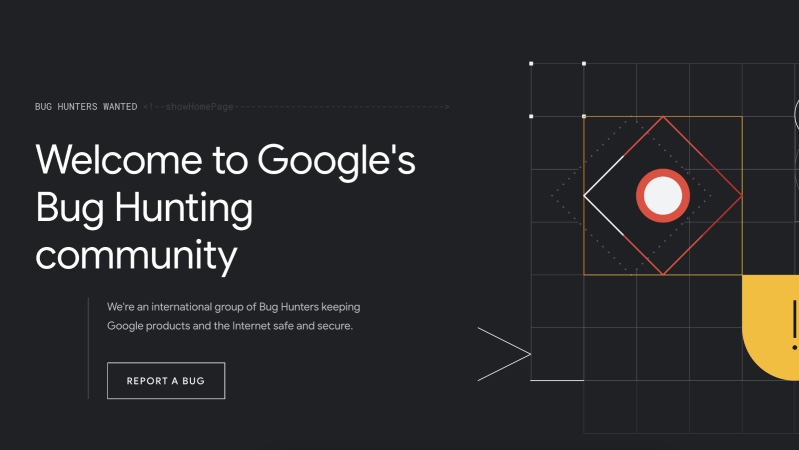 BUG HUNTERS WANTED <!--showHomePage-------------------------------------->
Welcome to Google's
Bug Hunting
community
We're an international group of Bug Hunters keeping
Google products and the Internet safe and secure.
REPORT A BUG
!